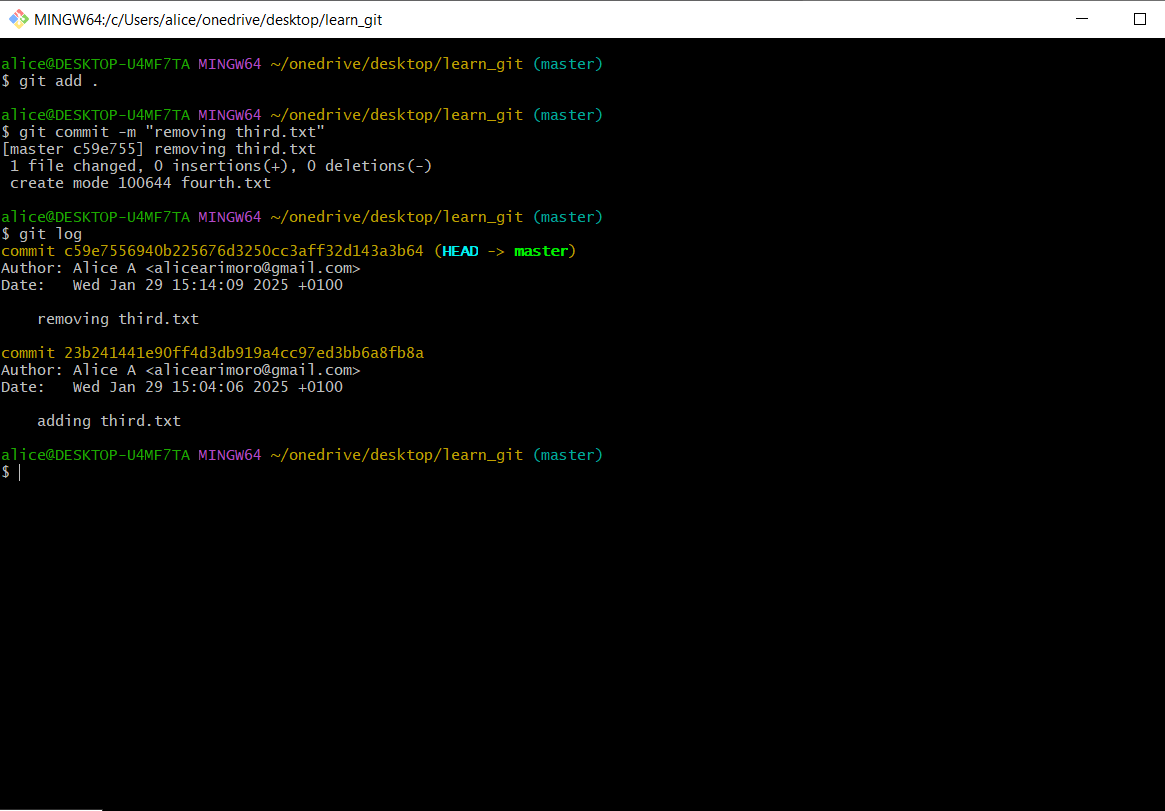 MINGW64:/c/Users/alice/onedrive/desktop/learn_git
alice@DESKTOP-U4MF7TA MINGW64 ~/onedrive/desktop/learn_git (master)
$ git add .
alice@DESKTOP-U4MF7TA MINGW64 ~/onedrive/desktop/learn_git (master)
$ git commit -m "removing third.txt"
[master c59e755] removing third.txt
 1 file changed, 0 insertions(+), 0 deletions(-)
 create mode 100644 fourth.txt
alice@DESKTOP-U4MF7TA MINGW64 ~/onedrive/desktop/learn_git (master)
$ git log
commit c59e7556940b225676d3250cc3aff32d143a3b64 (HEAD -> master)
Author: Alice A <alicearimoro@gmail.com>
Date:   Wed Jan 29 15:14:09 2025 +0100
    removing third.txt
commit 23b241441e90ff4d3db919a4cc97ed3bb6a8fb8a
Author: Alice A <alicearimoro@gmail.com>
Date:   Wed Jan 29 15:04:06 2025 +0100
    adding third.txt
alice@DESKTOP-U4MF7TA MINGW64 ~/onedrive/desktop/learn_git (master)
$